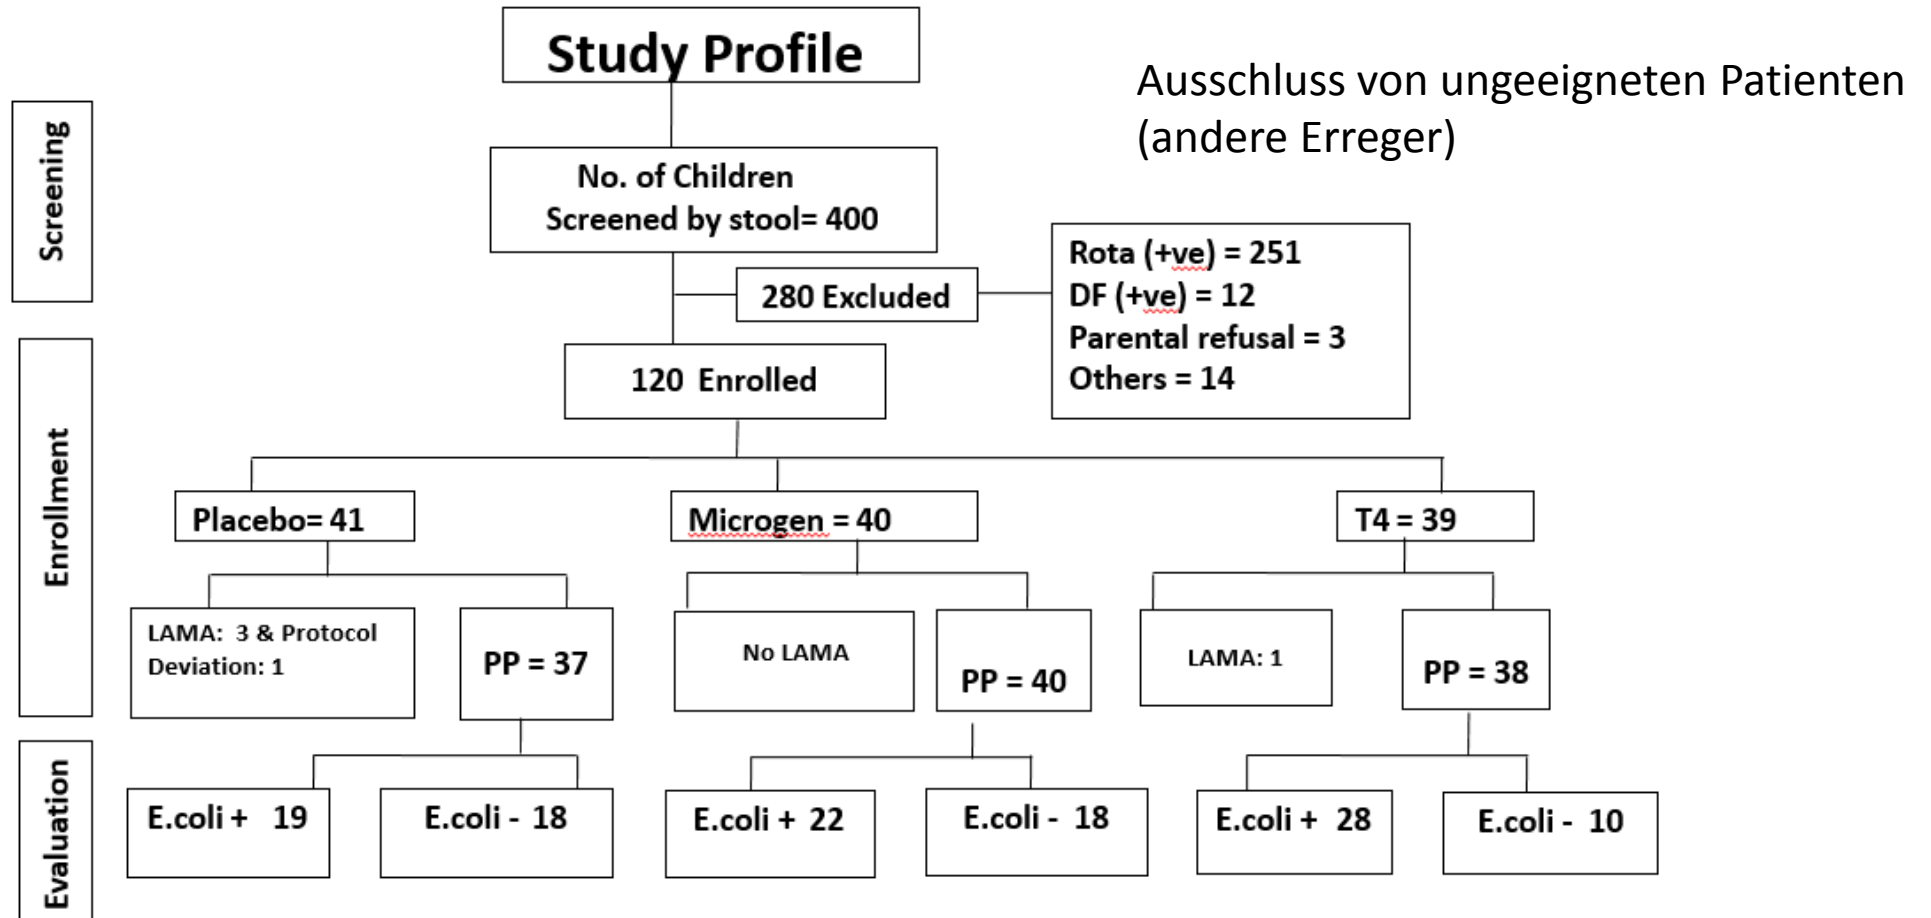 Study Profile
Ausschluss von ungeeigneten Patienten
(andere Erreger)
Screening
No. of Children
Screened by stool= 400
280 Excluded
Rota (+ve) = 251
DF (+ve) = 12
Parental refusal = 3
Others = 14
Enrollment
120 Enrolled
Placebo= 41
Microgen = 40
T4 = 39
LAMA: 3 & Protocol
Deviation: 1
PP = 37
No LAMA
PP = 40
LAMA: 1
PP = 38
Evaluation
E.coli + 19
E.coli - 18
E.coli + 22
E.coli - 18
E.coli + 28
E.coli - 10